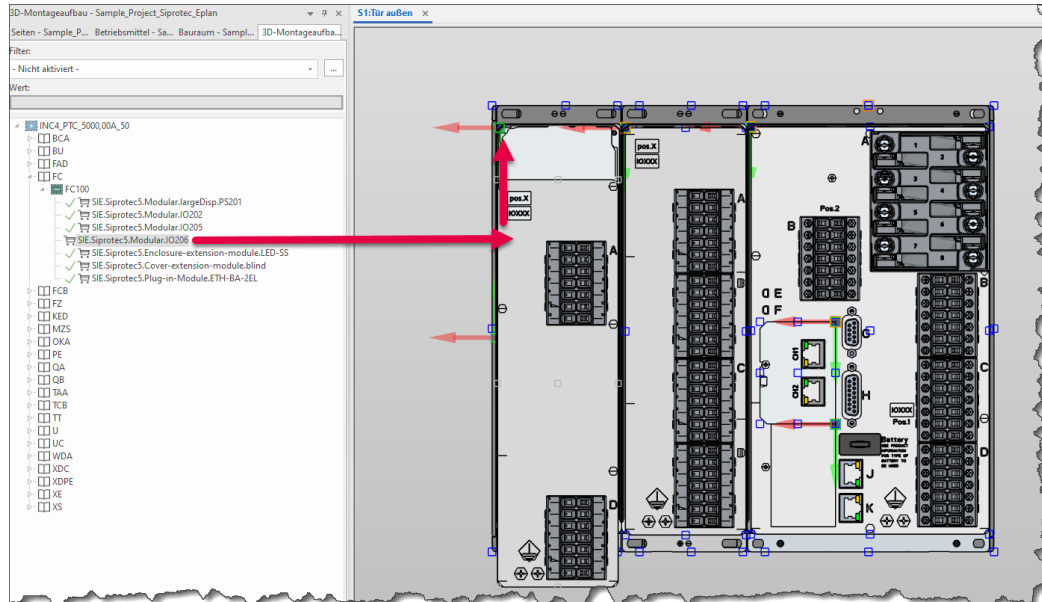 3D-Montageaufbau - Sample_Project_Siprotec_Eplan
S1:Tür außen
Seiten - Sample_P...
Betriebsmittel - Sa...
Bauraum - Sampl...
3D-Montageaufba...
Filter:
- Nicht aktiviert -
...
Wert:
INC4_PTC_5000,00A_50
BCA
BU
FAD
FC
FC100
SIE.Siprotec5.Modular.largeDisp.PS201
SIE.Siprotec5.Modular.IO202
SIE.Siprotec5.Modular.IO205
SIE.Siprotec5.Modular.IO206
SIE.Siprotec5.Enclosure-extension-module.LED-SS
SIE.Siprotec5.Cover-extension-module.blind
SIE.Siprotec5.Plug-in-Module.ETH-BA-2EL
FCB
FZ
KED
MZS
OKA
PE
QA
QB
TAA
TCB
TT
U
UC
WDA
XDC
XDPE
XE
XS
pos.X
IOXXX
A
D
pos.X
IOXXX
A
B
C
D
A
1
2
3
4
5
6
7
8
Pos.2
B
E
F
G
CH1
CH2
H
IOXXX
Pos.1
Battery
J
K
B
C
D